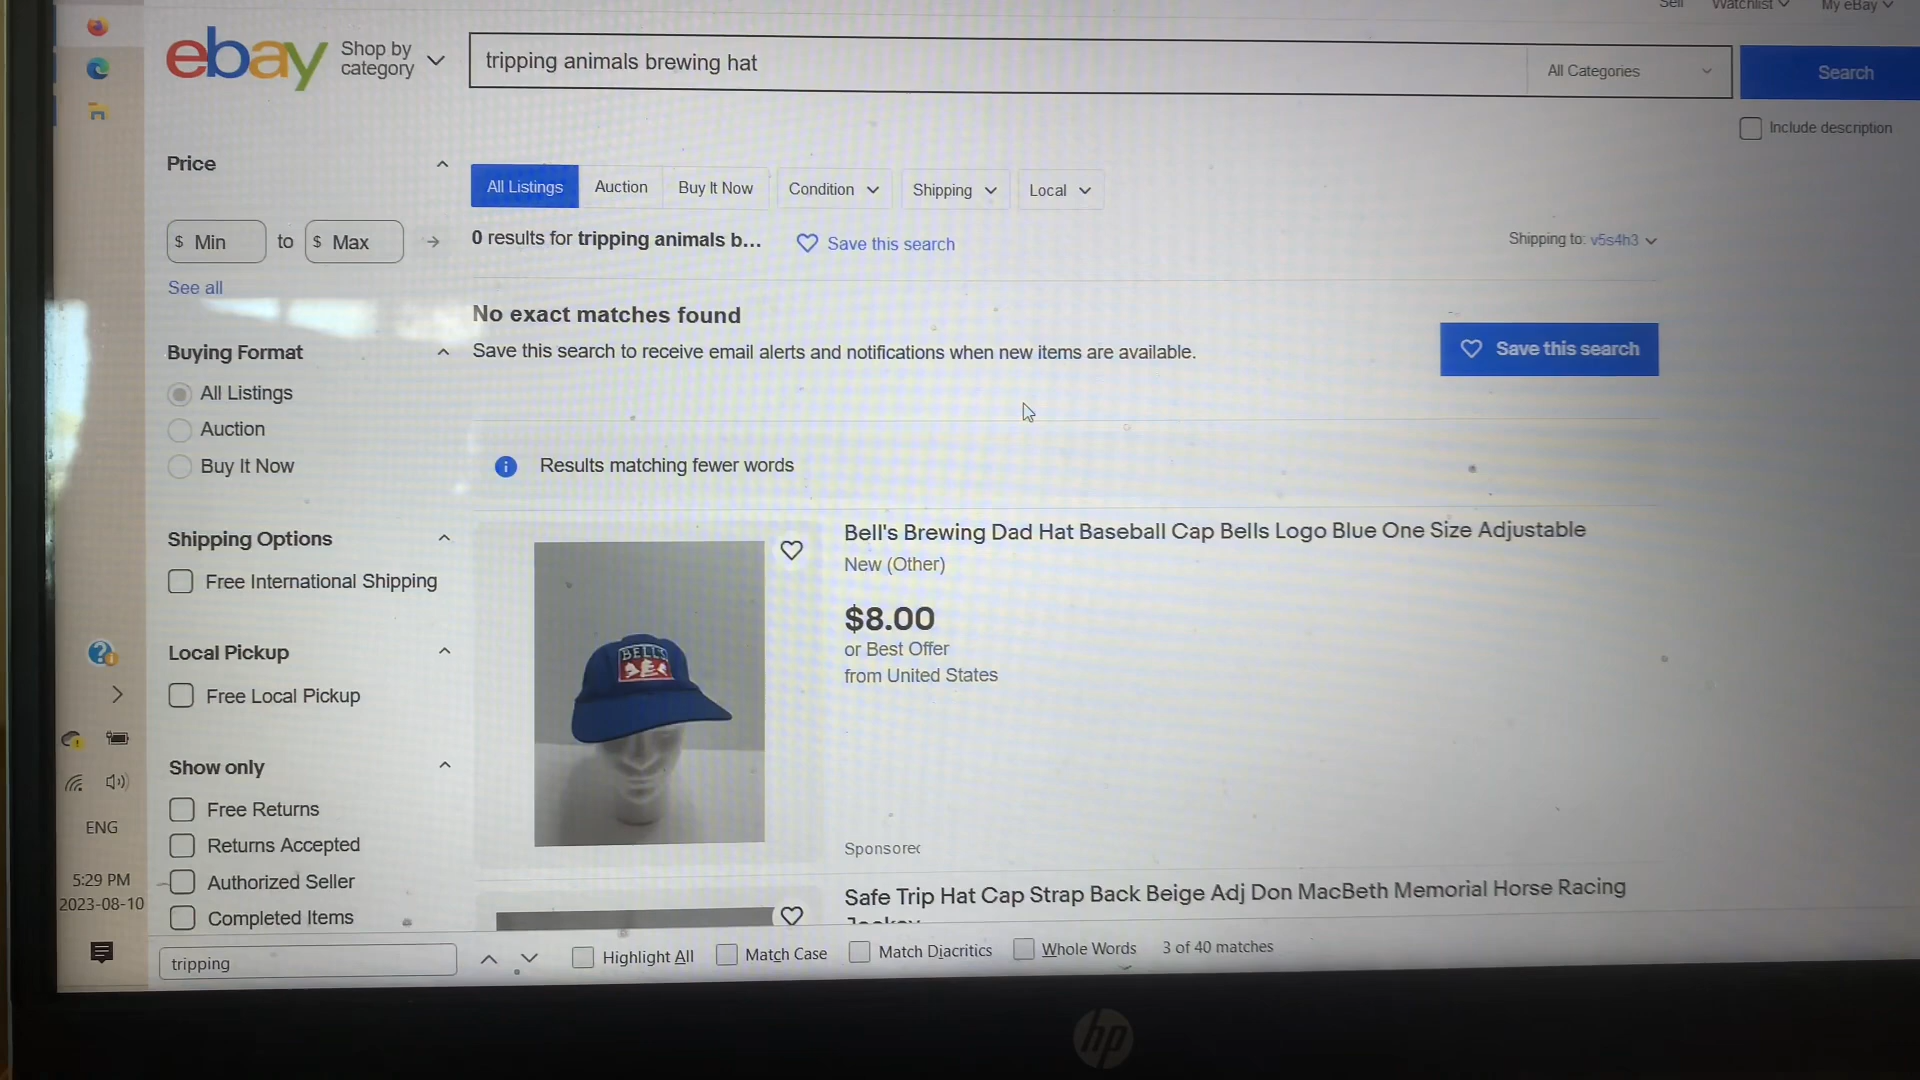 Sell Watchlist My eBay
ebay
Shop by category
tripping animals brewing hat
All Categories
Search
Include description
Price
$ Min to $ Max
See all
All Listings Auction Buy It Now Condition Shipping Local
0 results for tripping animals b...
Save this search
Shipping to: v5s4h3
No exact matches found
Save this search to receive email alerts and notifications when new items are available.
Save this search
Buying Format
All Listings
Auction
Buy It Now
Results matching fewer words
Shipping Options
Free International Shipping
Local Pickup
Free Local Pickup
Show only
Free Returns
Returns Accepted
Authorized Seller
Completed Items
BELL'S
Bell's Brewing Dad Hat Baseball Cap Bells Logo Blue One Size Adjustable
New (Other)
$8.00
or Best Offer
from United States
Sponsored
Safe Trip Hat Cap Strap Back Beige Adj Don MacBeth Memorial Horse Racing
Jockey
ENG
5:29 PM
2023-08-10
tripping
Highlight All Match Case Match Diacritics Whole Words 3 of 40 matches
hp